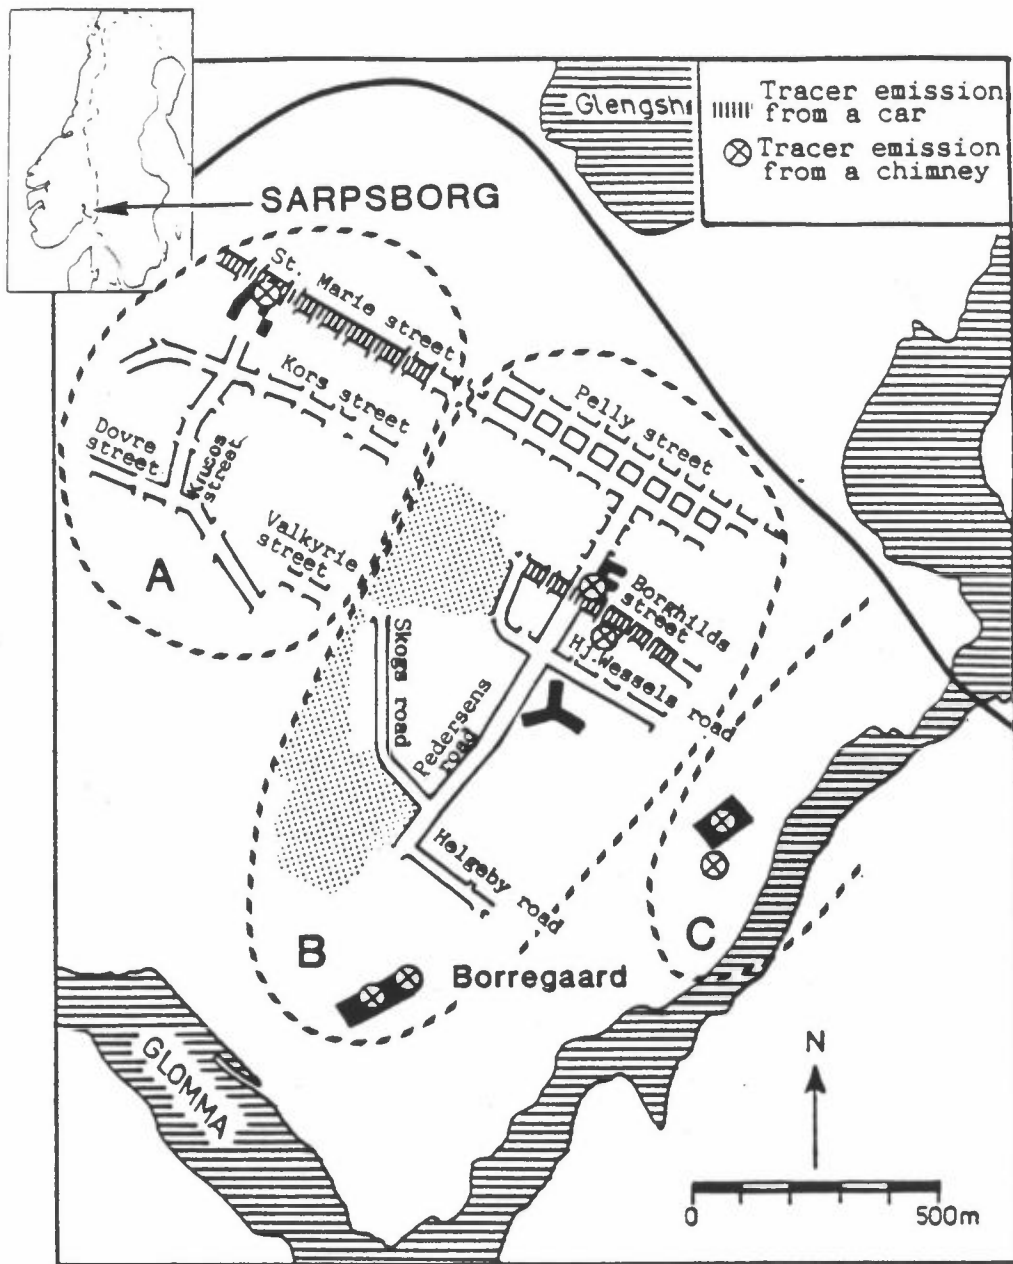 Glengsh
Tracer emission
from a car
Tracer emission
from a chimney
SARPSBORG
St. Marie street
Kors street
Pelly street
Dovre
street
street
Valkyrie
street
A
Borghilds
street
Hj.Wessels road
Skogs road
Pedersens
road
Helgeby road
B
C
Borregaard
GLOMMA
N
0
500m